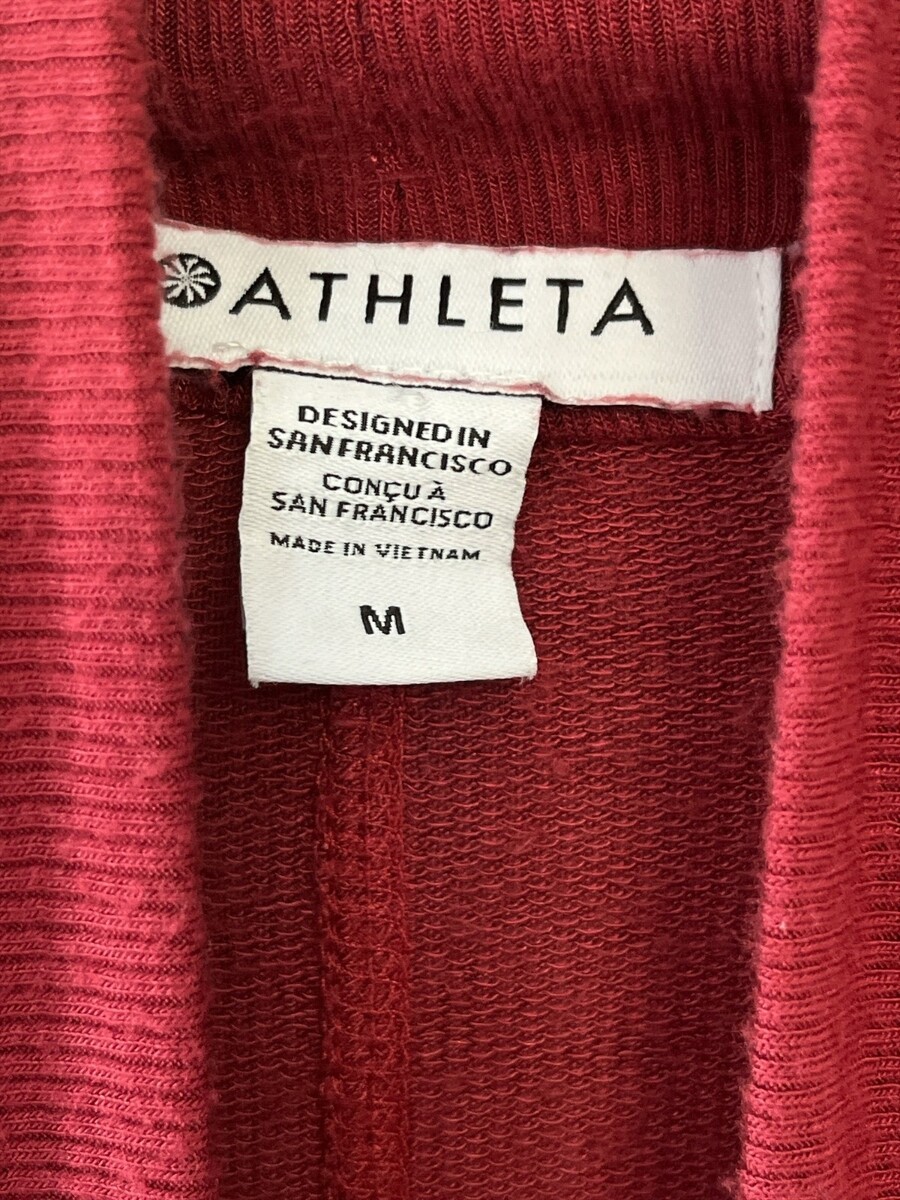 ATHLETA
DESIGNED IN
SAN FRANCISCO
CONÇU À
SAN FRANCISCO
MADE IN VIETNAM
M